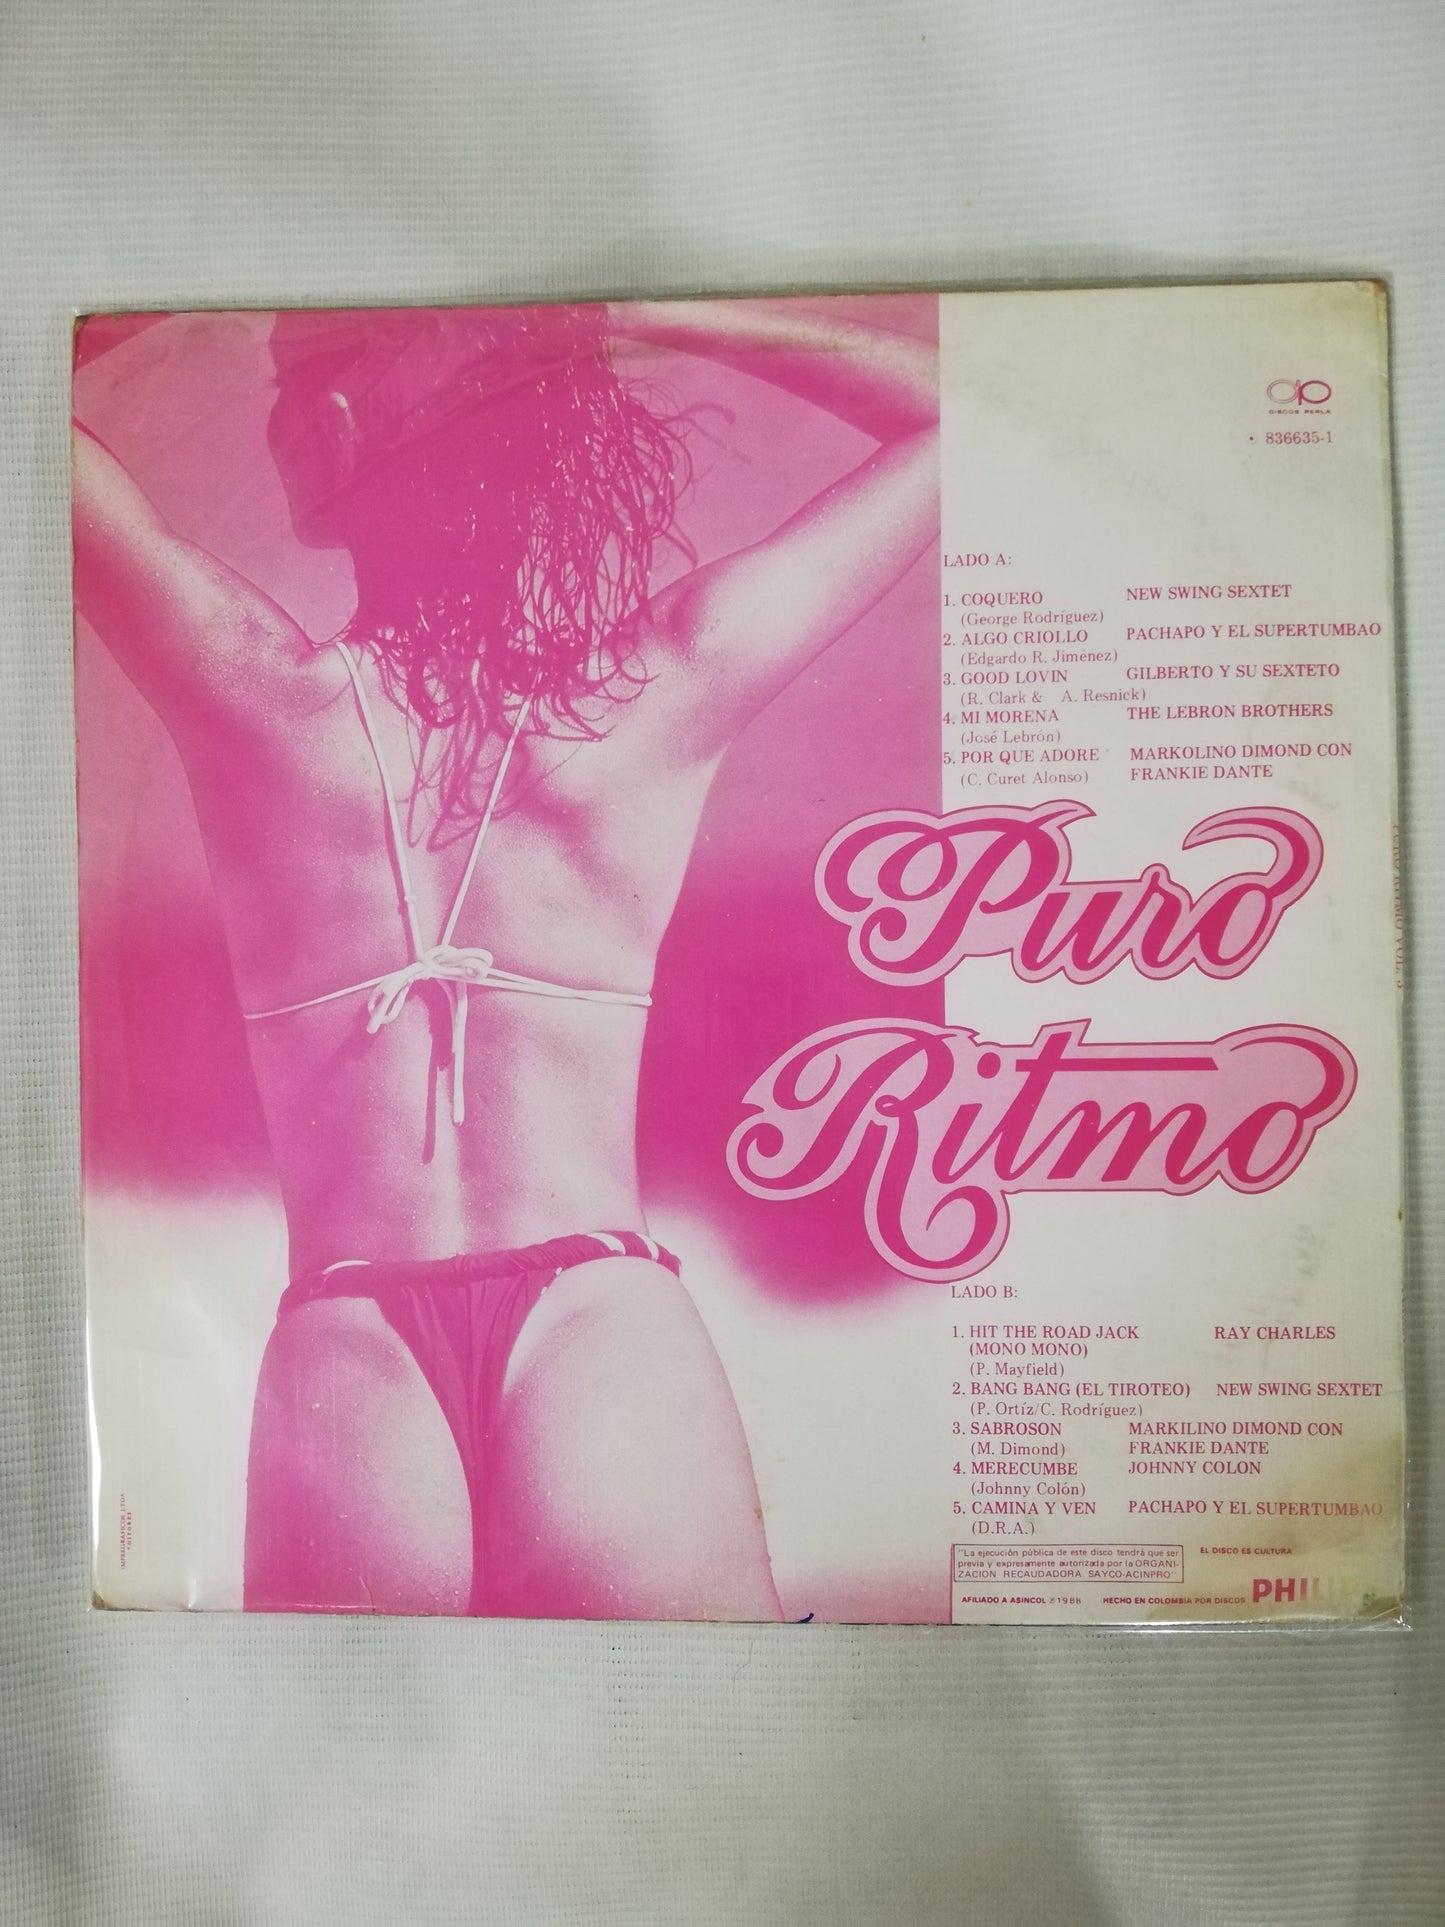 DISCOS PERLA
• 836635-1
LADO A:
1. COQUERO NEW SWING SEXTET
(George Rodríguez)
2. ALGO CRIOLLO PACHAPO Y EL SUPERTUMBAO
(Edgardo R. Jiménez)
3. GOOD LOVIN GILBERTO Y SU SEXTETO
(R. Clark & A. Resnick)
4. MI MORENA THE LEBRON BROTHERS
(José Lebrón)
5. POR QUE ADORE MARKOLINO DIMOND CON
(C. Curet Alonso) FRANKIE DANTE
Puro
Ritmo
LADO B:
1. HIT THE ROAD JACK RAY CHARLES
(MONO MONO)
(P. Mayfield)
2. BANG BANG (EL TIROTEO) NEW SWING SEXTET
(P. Ortíz/C. Rodríguez)
3. SABROSON MARKILINO DIMOND CON
(M. Dimond) FRANKIE DANTE
4. MERECUMBE JOHNNY COLON
(Johnny Colón)
5. CAMINA Y VEN PACHAPO Y EL SUPERTUMBAO
(D.R.A.)
"La ejecución pública de este disco tendrá que ser
previa y expresamente autorizada por la ORGANI-
ZACION RECAUDADORA SAYCO-ACINPRO"
EL DISCO ES CULTURA
AFILIADO A ASINCOL ℗1988 HECHO EN COLOMBIA POR DISCOS PHILIPS